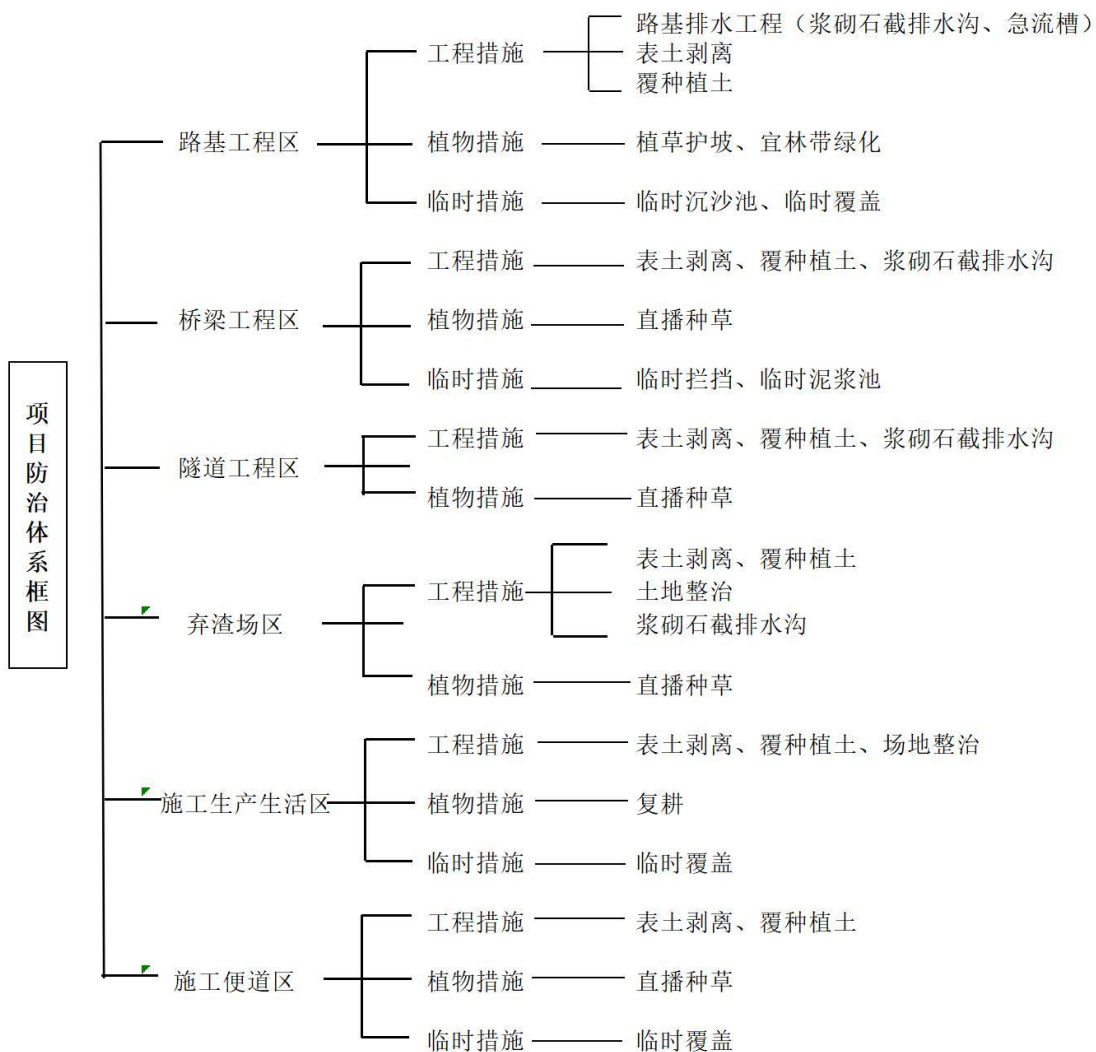 项目防治体系框图
路基工程区
工程措施
路基排水工程（浆砌石截排水沟、急流槽）
表土剥离
覆种植土
植物措施
植草护坡、宜林带绿化
临时措施
临时沉沙池、临时覆盖
桥梁工程区
工程措施
表土剥离、覆种植土、浆砌石截排水沟
植物措施
直播种草
临时措施
临时拦挡、临时泥浆池
隧道工程区
工程措施
表土剥离、覆种植土、浆砌石截排水沟
植物措施
直播种草
弃渣场区
工程措施
表土剥离、覆种植土
土地整治
浆砌石截排水沟
植物措施
直播种草
施工生产生活区
工程措施
表土剥离、覆种植土、场地整治
植物措施
复耕
临时措施
临时覆盖
施工便道区
工程措施
表土剥离、覆种植土
植物措施
直播种草
临时措施
临时覆盖